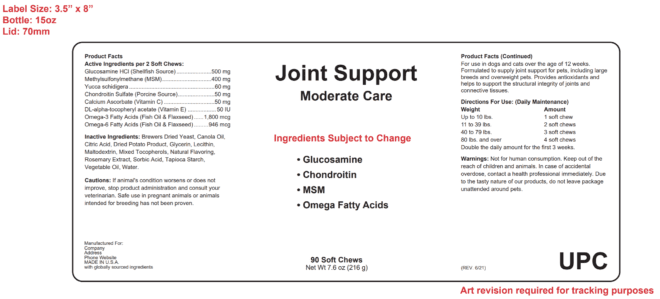 Label Size: 3.5” x 8”
Bottle: 15oz
Lid: 70mm
Product Facts
Active Ingredients per 2 Soft Chews:
Glucosamine HCl (Shellfish Source)......................500 mg
Methylsulfonylmethane (MSM)..............................400 mg
Yucca schidigera .....................................................60 mg
Chondroitin Sulfate (Porcine Source)......................50 mg
Calcium Ascorbate (Vitamin C) ...............................50 mg
DL-alpha-tocopheryl acetate (Vitamin E) ................50 IU
Omega-3 Fatty Acids (Fish Oil & Flaxseed)......1,800 mcg
Omega-6 Fatty Acids (Fish Oil & Flaxseed).........946 mcg
Inactive Ingredients: Brewers Dried Yeast, Canola Oil,
Citric Acid, Dried Potato Product, Glycerin, Lecithin,
Maltodextrin, Mixed Tocopherols, Natural Flavoring,
Rosemary Extract, Sorbic Acid, Tapioca Starch,
Vegetable Oil, Water.
Cautions: If animal's condition worsens or does not
improve, stop product administration and consult your
veterinarian. Safe use in pregnant animals or animals
intended for breeding has not been proven.
Manufactured For:
Company
Address
Phone Website
MADE IN U.S.A.
with globally sourced ingredients
Joint Support
Moderate Care
Ingredients Subject to Change
• Glucosamine
• Chondroitin
• MSM
• Omega Fatty Acids
90 Soft Chews
Net Wt 7.6 oz (216 g)
Product Facts (Continued)
For use in dogs and cats over the age of 12 weeks.
Formulated to supply joint support for pets, including large
breeds and overweight pets. Provides antioxidants and
helps to support the structural integrity of joints and
connective tissues.
Directions For Use: (Daily Maintenance)
Weight Amount
Up to 10 lbs. 1 soft chew
11 to 39 lbs. 2 soft chews
40 to 79 lbs. 3 soft chews
80 lbs. and over 4 soft chews
Double the daily amount for the first 3 weeks.
Warnings: Not for human consumption. Keep out of the
reach of children and animals. In case of accidental
overdose, contact a health professional immediately. Due
to the tasty nature of our products, do not leave package
unattended around pets.
(REV. 6/21)
UPC
Art revision required for tracking purposes